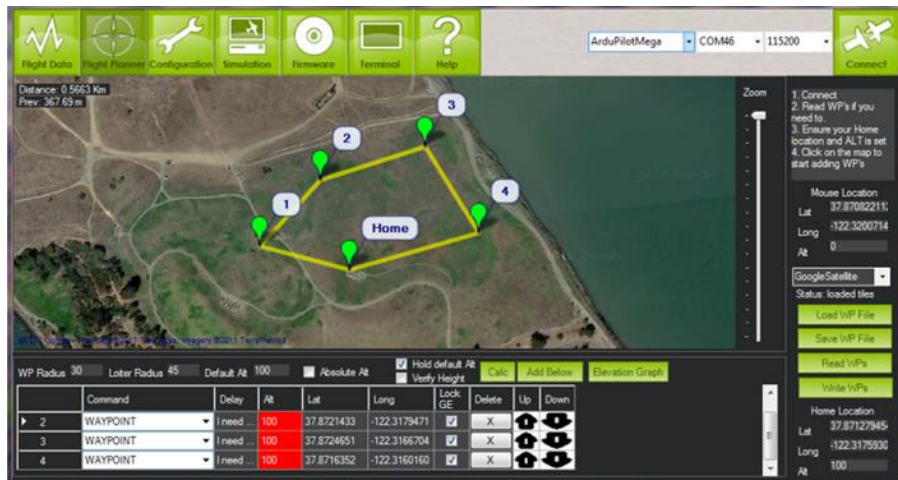 Flight Data Flight Planner Configuration Simulation Firmware Terminal Help ArduPilotMega COM46 115200 Connect
Distance: 0.5663 Km
Prev: 367.69 m
3
2
1
4
Home
Zoom
1. Connect
2. Read WP's if you
need to.
3. Ensure your Home
location and ALT is set
4. Click on the map to
start adding WP's
Mouse Location
Lat 37.87082211
Long -122.3200714
Alt 0
GoogleSatellite
Status: loaded tiles
Load WP File
Save WP File
Read WPs
Write WPs
Home Location
Lat 37.87127945
Long -122.3175930
Alt 100
WP Radius 30 Loiter Radius 45 Default Alt 100 Absolute Alt Hold default Alt Verify Height Calc Add Below Elevation Graph
Command Delay Alt Lat Long Lock GE Delete Up Down
2 WAYPOINT I need ... 100 37.8721433 -122.3179471 X
3 WAYPOINT I need ... 100 37.8724651 -122.3166704 X
4 WAYPOINT I need ... 100 37.8716352 -122.3160160 X